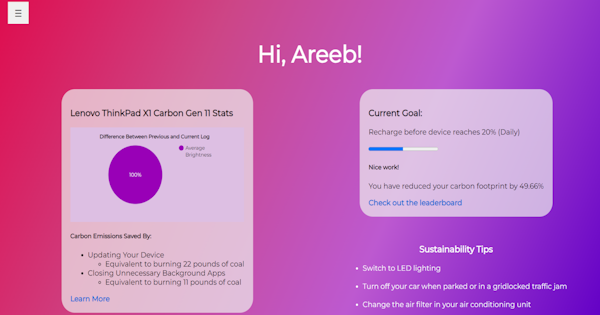 Hi, Areeb!
Lenovo ThinkPad X1 Carbon Gen 11 Stats
Difference Between Previous and Current Log
Average
Brightness
100%
Carbon Emissions Saved By:
Updating Your Device
Equivalent to burning 22 pounds of coal
Closing Unnecessary Background Apps
Equivalent to burning 11 pounds of coal
Learn More
Current Goal:
Recharge before device reaches 20% (Daily)
Nice work!
You have reduced your carbon footprint by 49.66%
Check out the leaderboard
Sustainability Tips
Switch to LED lighting
Turn off your car when parked or in a gridlocked traffic jam
Change the air filter in your air conditioning unit